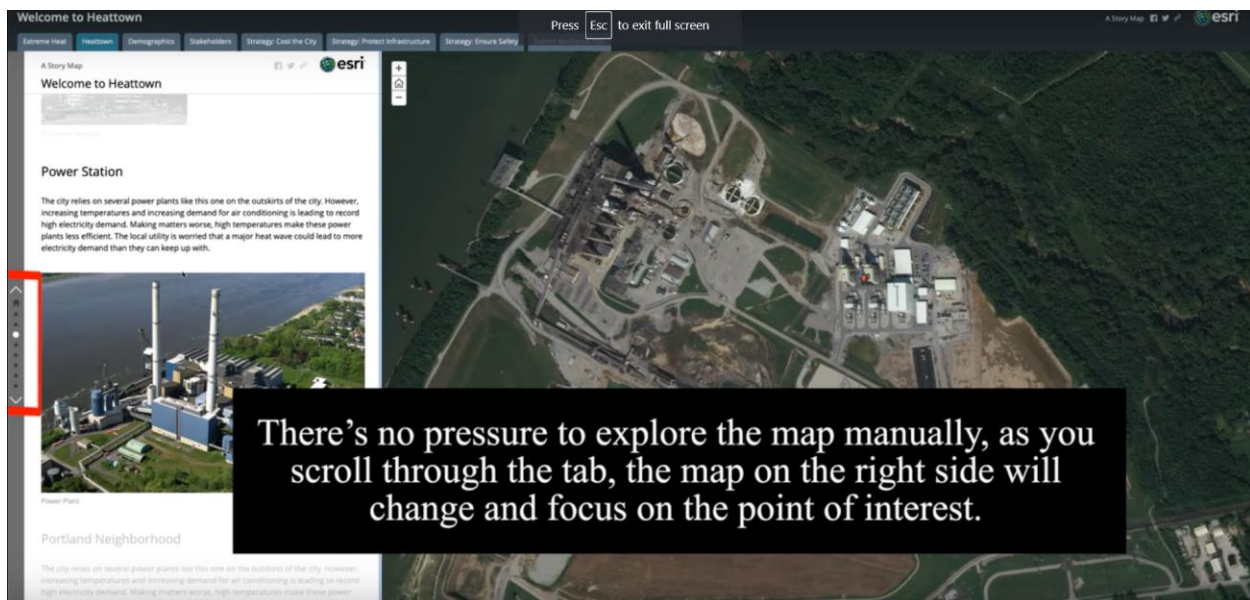 Welcome to Heattown
Press Esc to exit full screen
A Story Map
esri
Extreme Heat Heattown Demographics Stakeholders Strategy: Cool the City Strategy: Protect Infrastructure Strategy: Ensure Safety
A Story Map
esri
Welcome to Heattown
Power Station
The city relies on several power plants like this one on the outskirts of the city. However,
increasing temperatures and increasing demand for air conditioning is leading to record
high electricity demand. Making matters worse, high temperatures make these power
plants less efficient. The local utility is worried that a major heat wave could lead to more
electricity demand than they can keep up with.
There's no pressure to explore the map manually, as you
scroll through the tab, the map on the right side will
change and focus on the point of interest.
Power Plant
Portland Neighborhood
The city relies on several power plants like this one on the outskirts of the city. However,
increasing temperatures and increasing demand for air conditioning is leading to record
high electricity demand. Making matters worse, high temperatures make these power